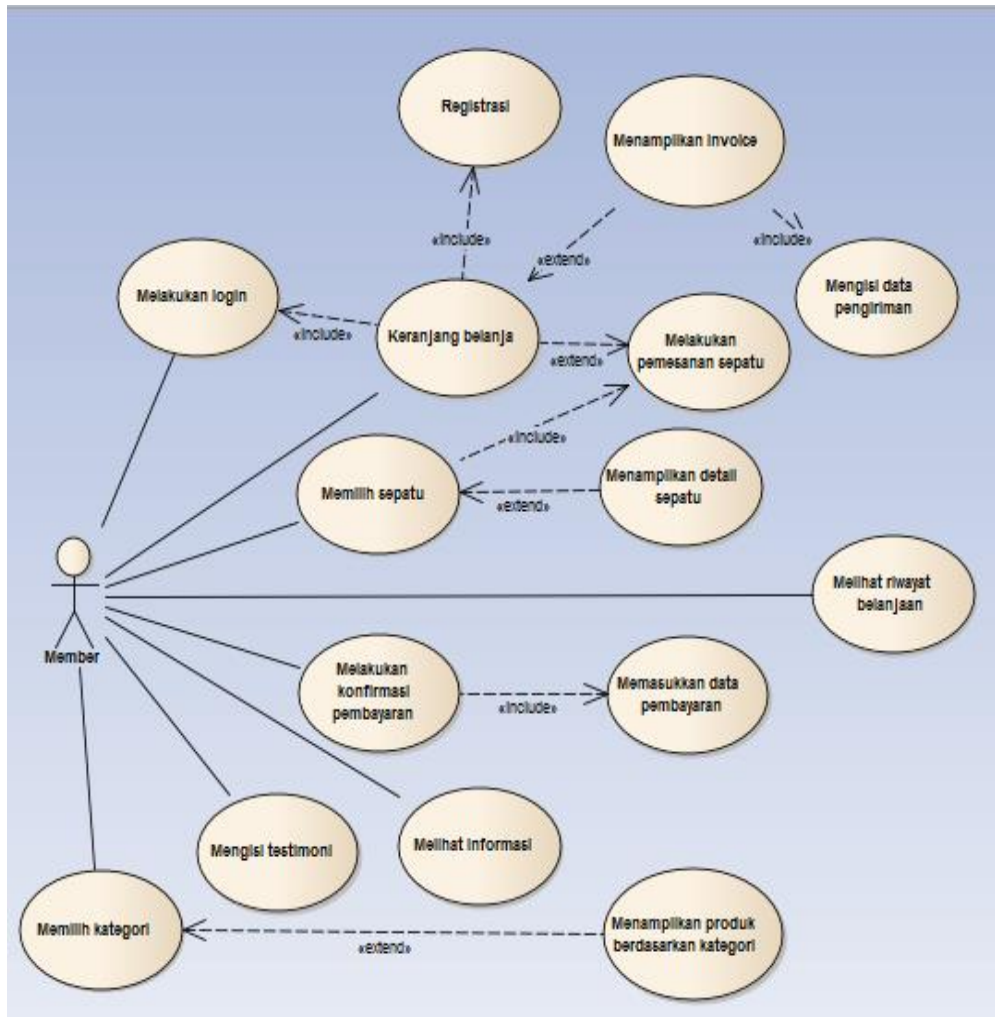 Registrasi
Menampilkan invoice
«include»
«include»
«extend»
Melakukan login
Mengisi data
pengiriman
«include»
Keranjang belanja
Melakukan
pemesanan sepatu
«extend»
«include»
Memilih sepatu
Menampilkan detail
sepatu
«extend»
Melihat riwayat
belanjaan
Member
Melakukan
konfirmasi
pembayaran
Memasukkan data
pembayaran
«include»
Mengisi testimoni
Melihat informasi
Memilih kategori
Menampilkan produk
berdasarkan kategori
«extend»